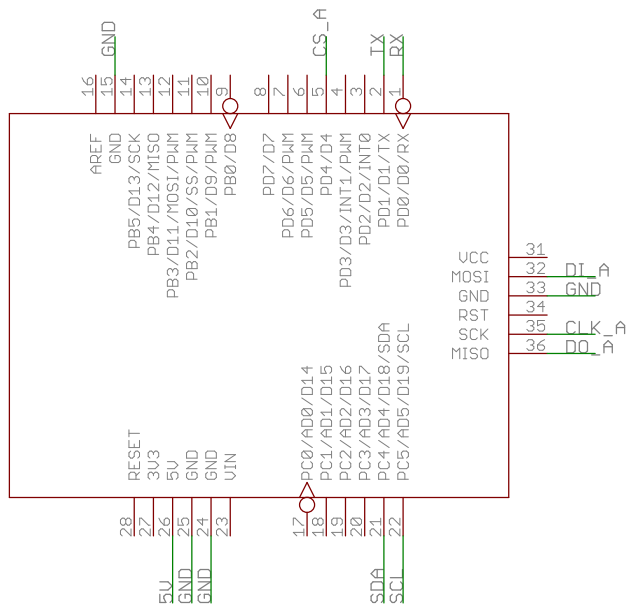 GND
CS_A
TX
RX
16
15
14
13
12
11
10
9
8
7
6
5
4
3
2
1
AREF
GND
PB5/D13/SCK
PB4/D12/MISO
PB3/D11/MOSI/PWM
PB2/D10/SS/PWM
PB1/D9/PWM
PB0/D8
PD7/D7
PD6/D6/PWM
PD5/D5/PWM
PD4/D4
PD3/D3/INT1/PWM
PD2/D2/INT0
PD1/D1/TX
PD0/D0/RX
VCC 31
MOSI 32 DI_A
GND 33 GND
RST 34
SCK 35 CLK_A
MISO 36 DO_A
RESET
3V3
5V
GND
GND
VIN
PC0/AD0/D14
PC1/AD1/D15
PC2/AD2/D16
PC3/AD3/D17
PC4/AD4/D18/SDA
PC5/AD5/D19/SCL
28
27
26
25
24
23
17
18
19
20
21
22
5V
GND
GND
SDA
SCL